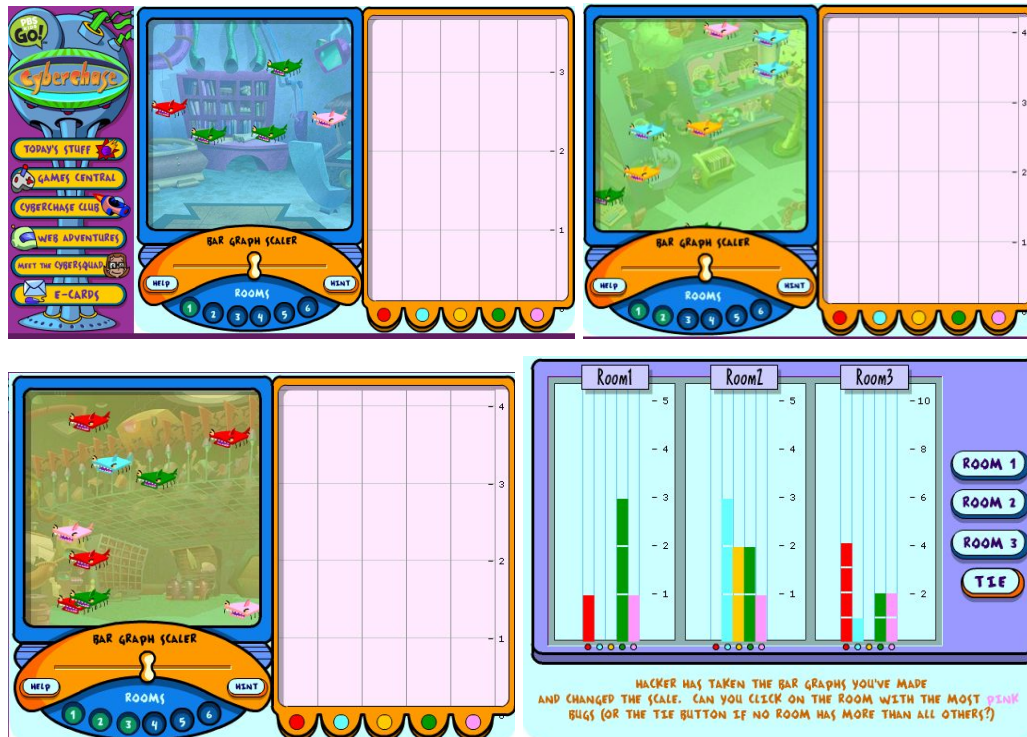 PBS
KIDS
GO!
Cyberchase
TODAY'S STUFF
GAMES CENTRAL
CYBERCHASE CLUB
WEB ADVENTURES
MEET THE CYBERSQUAD
E-CARDS
3
2
1
0
BAR GRAPH SCALER
HELP
HINT
ROOMS
1 2 3 4 5 6
4
3
2
1
0
BAR GRAPH SCALER
HELP
HINT
ROOMS
1 2 3 4 5 6
4
3
2
1
0
BAR GRAPH SCALER
HELP
HINT
ROOMS
1 2 3 4 5 6
Room1
5
4
3
2
1
Room2
5
4
3
2
1
Room3
10
8
6
4
2
ROOM 1
ROOM 2
ROOM 3
TIE
HACKER HAS TAKEN THE BAR GRAPHS YOU'VE MADE
AND CHANGED THE SCALE. CAN YOU CLICK ON THE ROOM WITH THE MOST PINK
BUGS (OR THE TIE BUTTON IF NO ROOM HAS MORE THAN ALL OTHERS?)